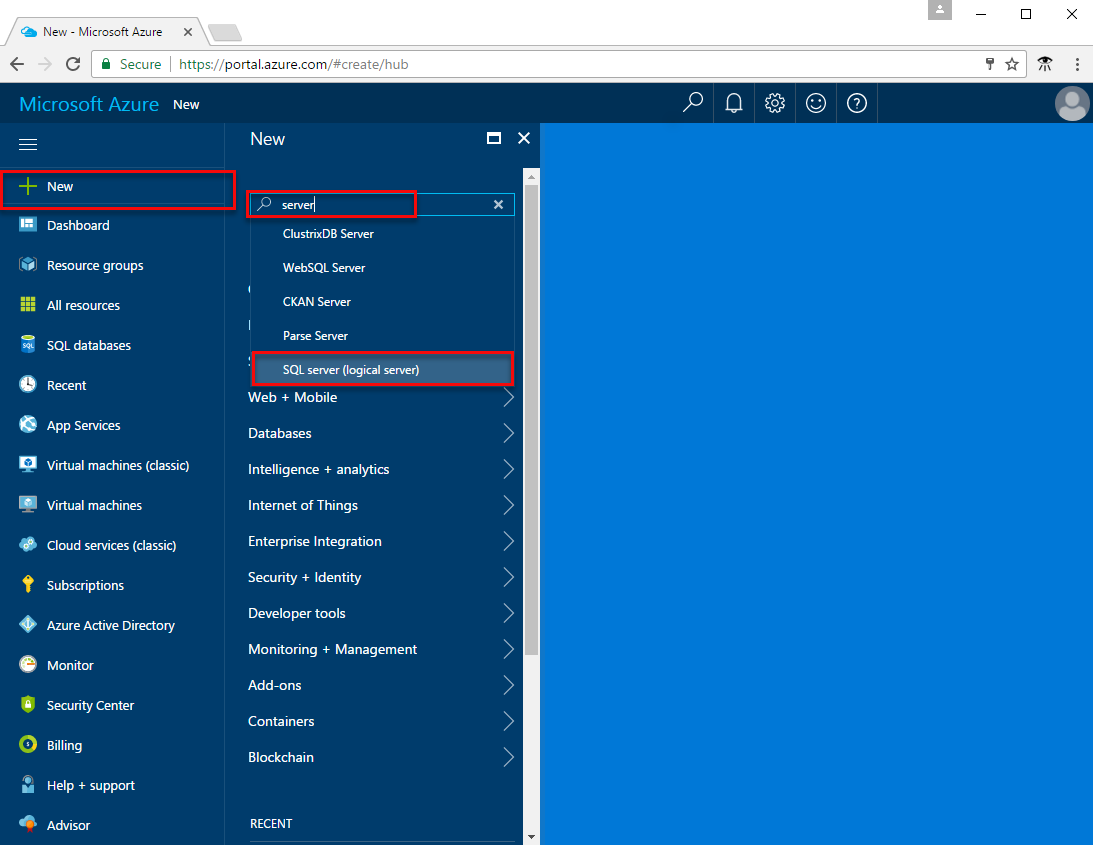 New - Microsoft Azure
Secure https://portal.azure.com/#create/hub
Microsoft Azure New
New
Dashboard
Resource groups
All resources
SQL databases
Recent
App Services
Virtual machines (classic)
Virtual machines
Cloud services (classic)
Subscriptions
Azure Active Directory
Monitor
Security Center
Billing
Help + support
Advisor
New
server
ClustrixDB Server
WebSQL Server
CKAN Server
Parse Server
SQL server (logical server)
Web + Mobile
Databases
Intelligence + analytics
Internet of Things
Enterprise Integration
Security + Identity
Developer tools
Monitoring + Management
Add-ons
Containers
Blockchain
RECENT